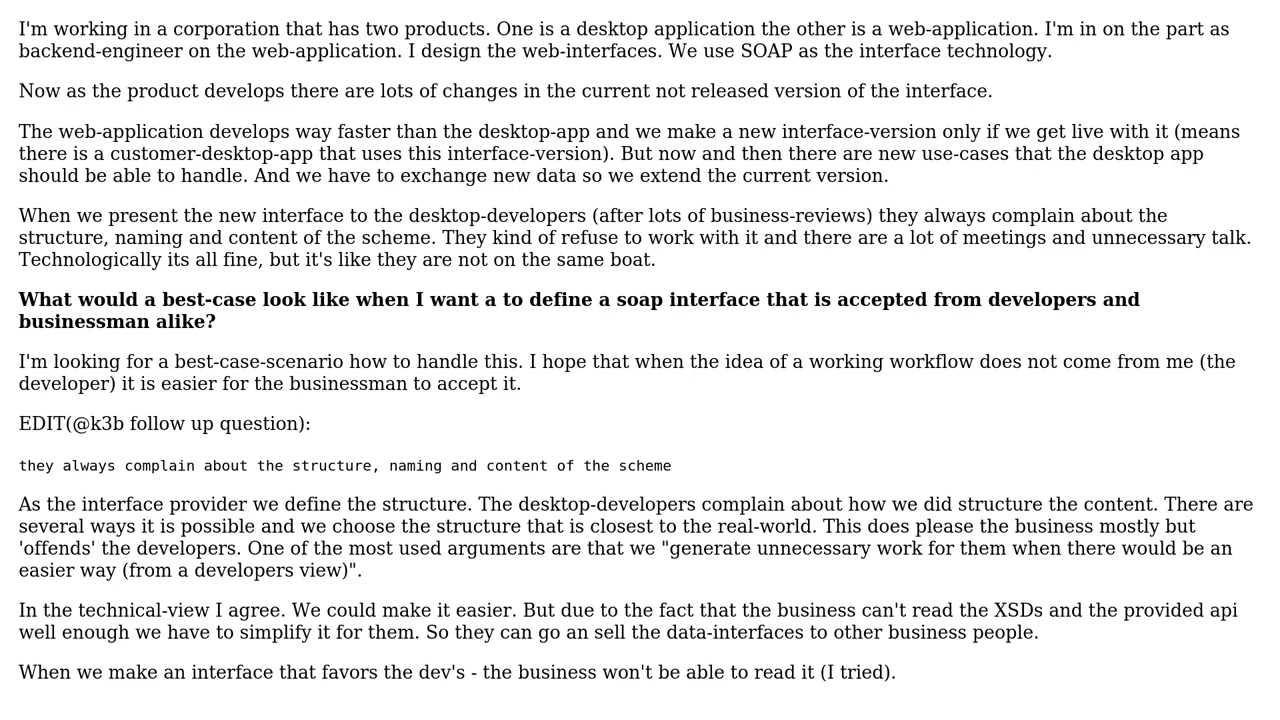 I'm working in a corporation that has two products. One is a desktop application the other is a web-application. I'm in on the part as
backend-engineer on the web-application. I design the web-interfaces. We use SOAP as the interface technology.
Now as the product develops there are lots of changes in the current not released version of the interface.
The web-application develops way faster than the desktop-app and we make a new interface-version only if we get live with it (means
there is a customer-desktop-app that uses this interface-version). But now and then there are new use-cases that the desktop app
should be able to handle. And we have to exchange new data so we extend the current version.
When we present the new interface to the desktop-developers (after lots of business-reviews) they always complain about the
structure, naming and content of the scheme. They kind of refuse to work with it and there are a lot of meetings and unnecessary talk.
Technologically its all fine, but it's like they are not on the same boat.
What would a best-case look like when I want a to define a soap interface that is accepted from developers and
businessman alike?
I'm looking for a best-case-scenario how to handle this. I hope that when the idea of a working workflow does not come from me (the
developer) it is easier for the businessman to accept it.
EDIT(@k3b follow up question):
they always complain about the structure, naming and content of the scheme
As the interface provider we define the structure. The desktop-developers complain about how we did structure the content. There are
several ways it is possible and we choose the structure that is closest to the real-world. This does please the business mostly but
'offends' the developers. One of the most used arguments are that we "generate unnecessary work for them when there would be an
easier way (from a developers view)".
In the technical-view I agree. We could make it easier. But due to the fact that the business can't read the XSDs and the provided api
well enough we have to simplify it for them. So they can go an sell the data-interfaces to other business people.
When we make an interface that favors the dev's - the business won't be able to read it (I tried).